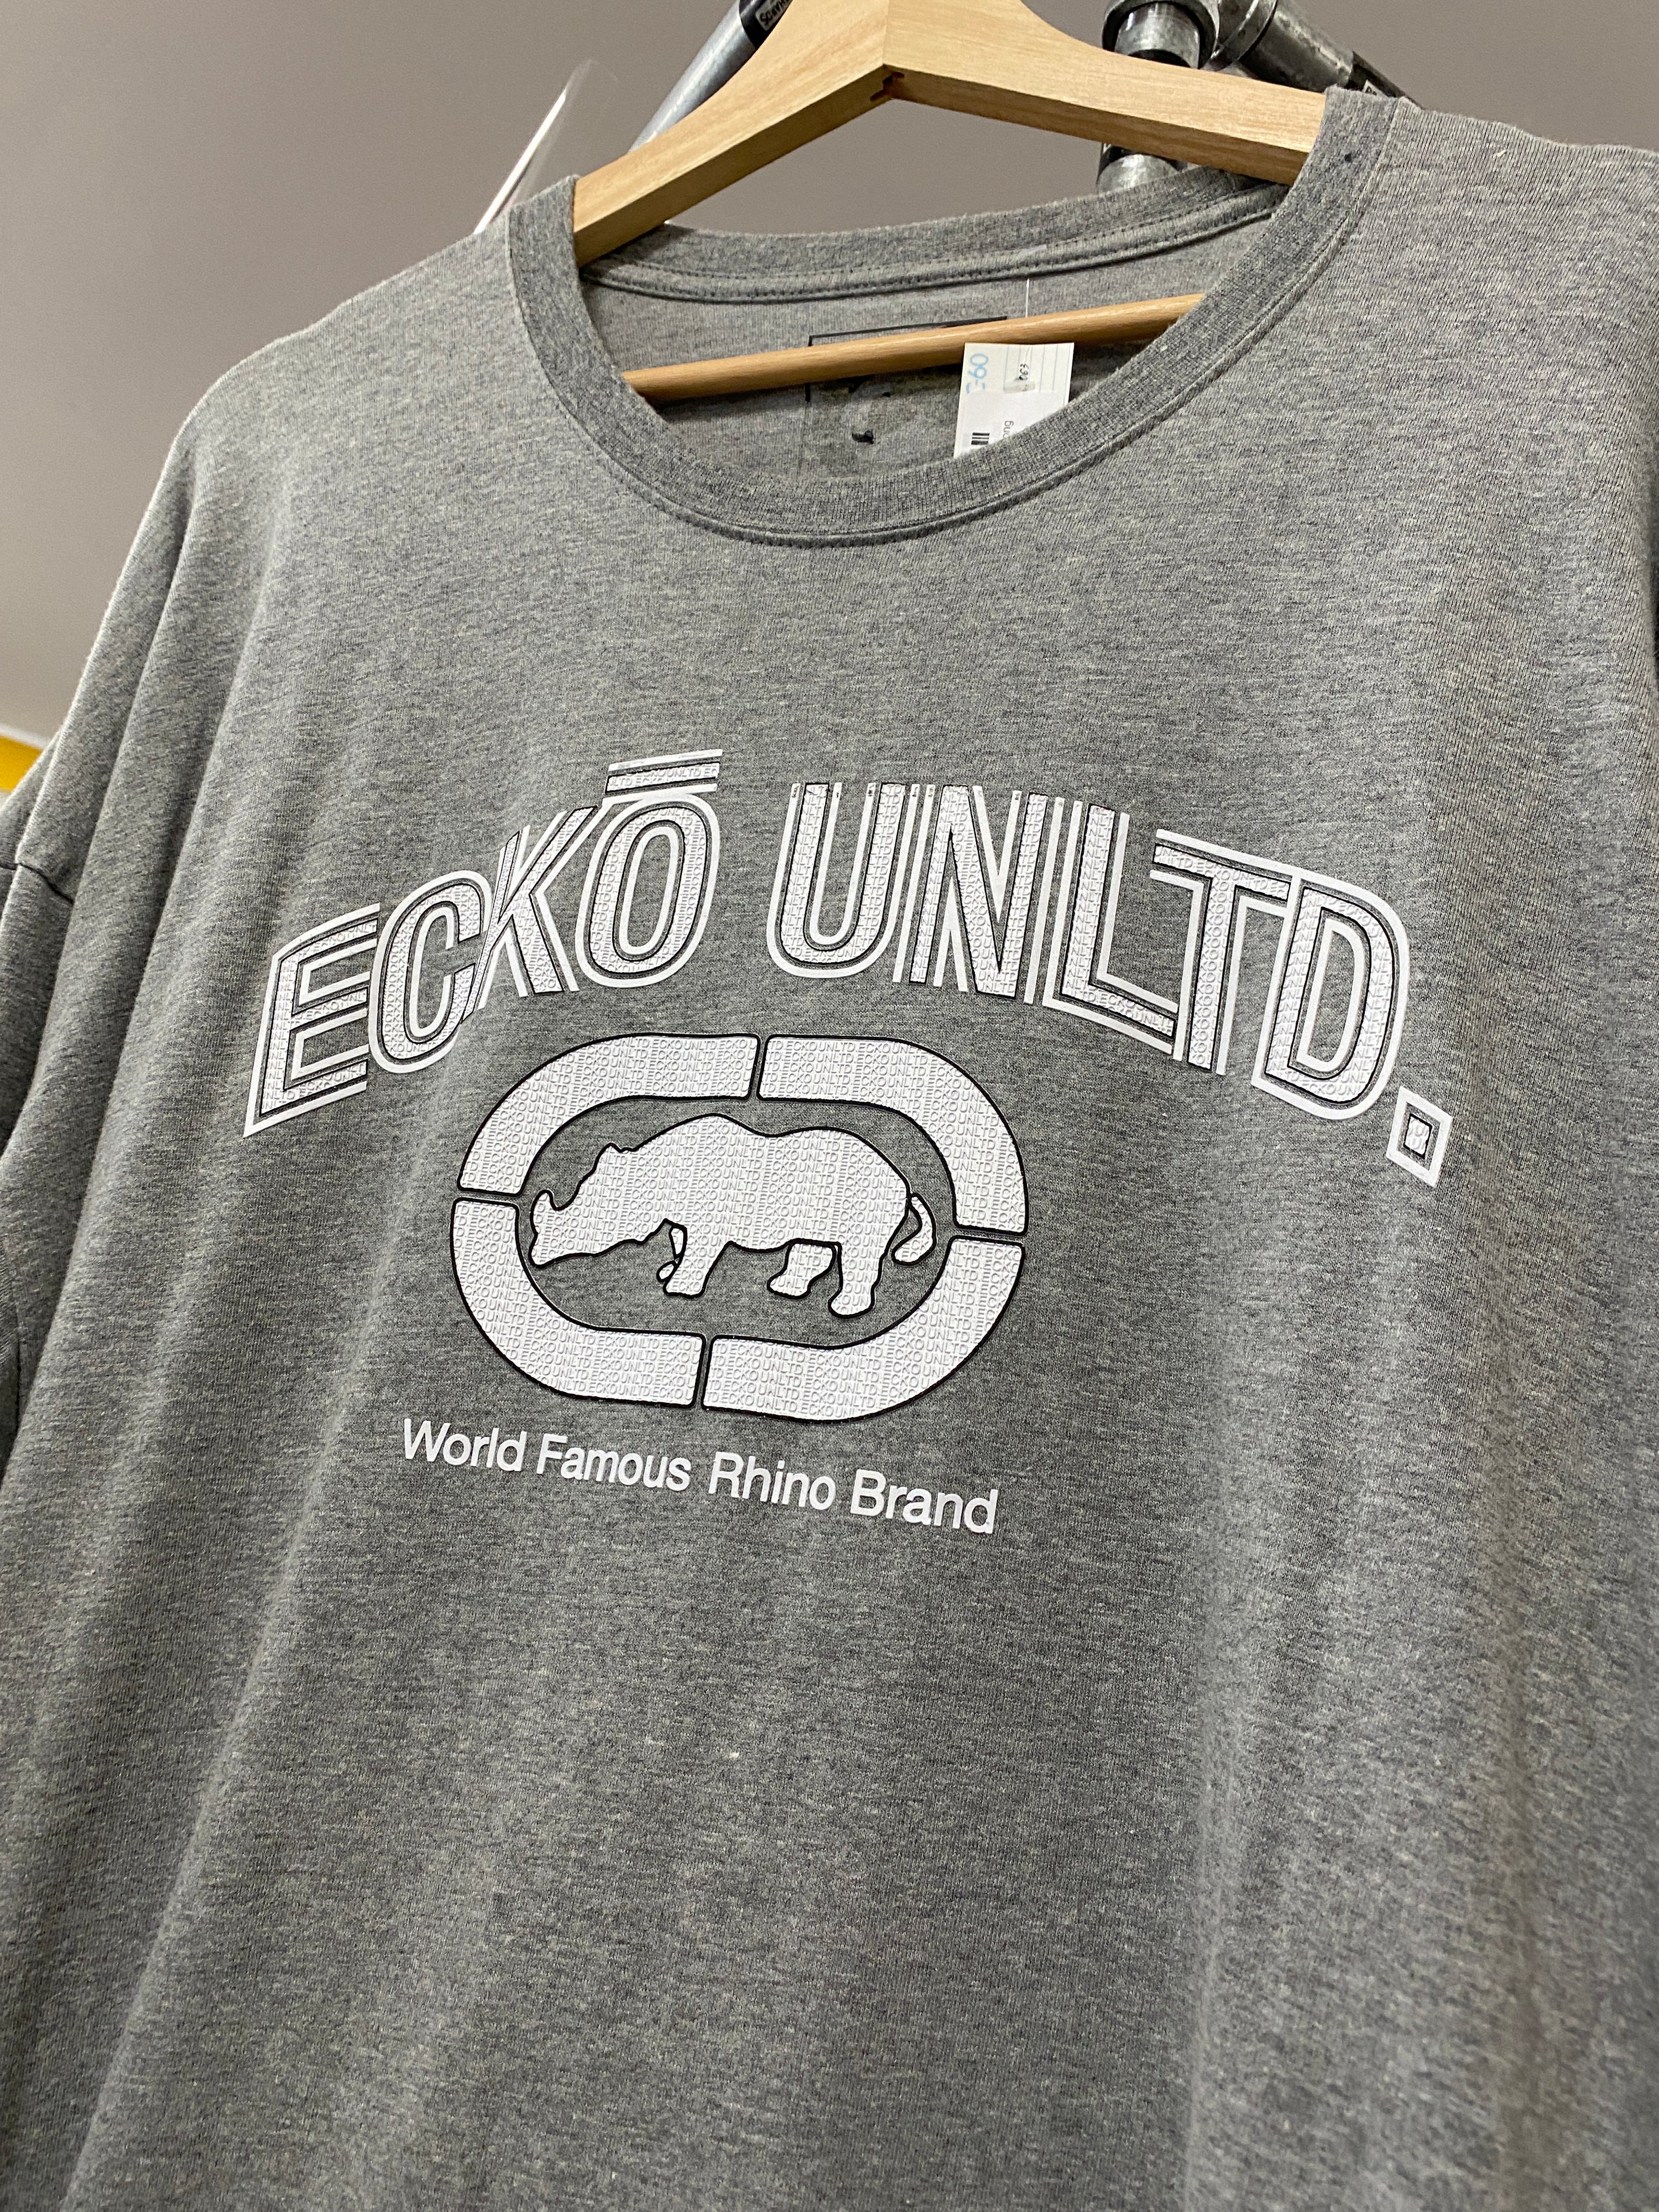 ECKŌ UNLTD.
World Famous Rhino Brand